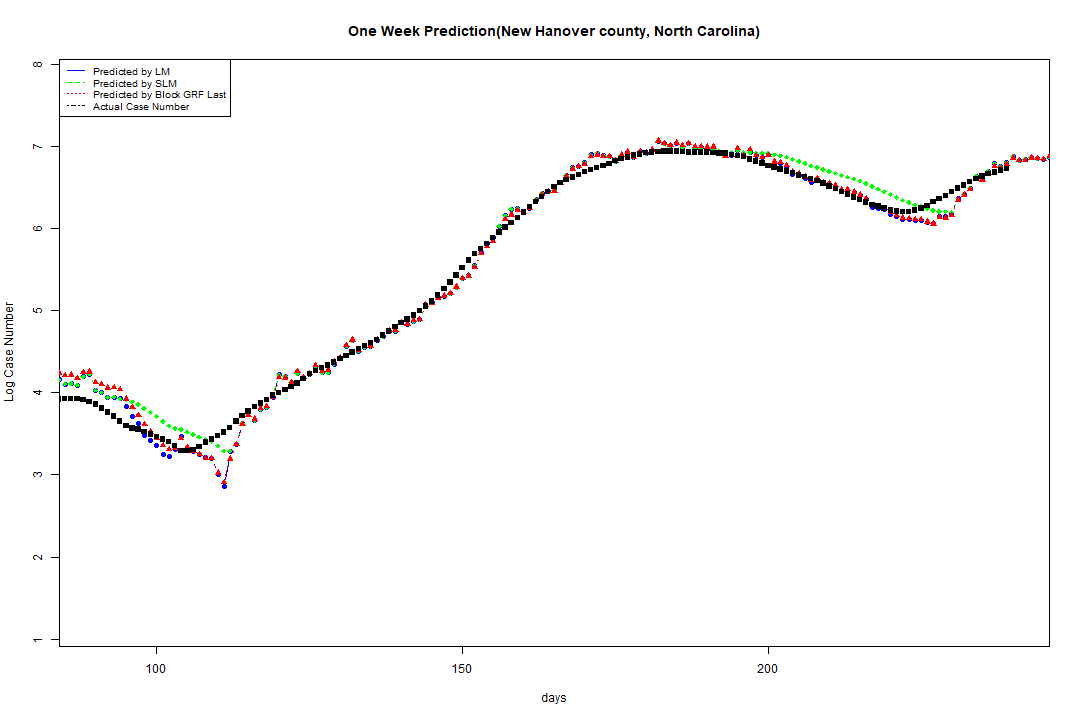 One Week Prediction(New Hanover county, North Carolina)
Predicted by LM
Predicted by SLM
Predicted by Block GRF Last
Actual Case Number
8
7
6
5
4
3
2
1
Log Case Number
100 150 200
days